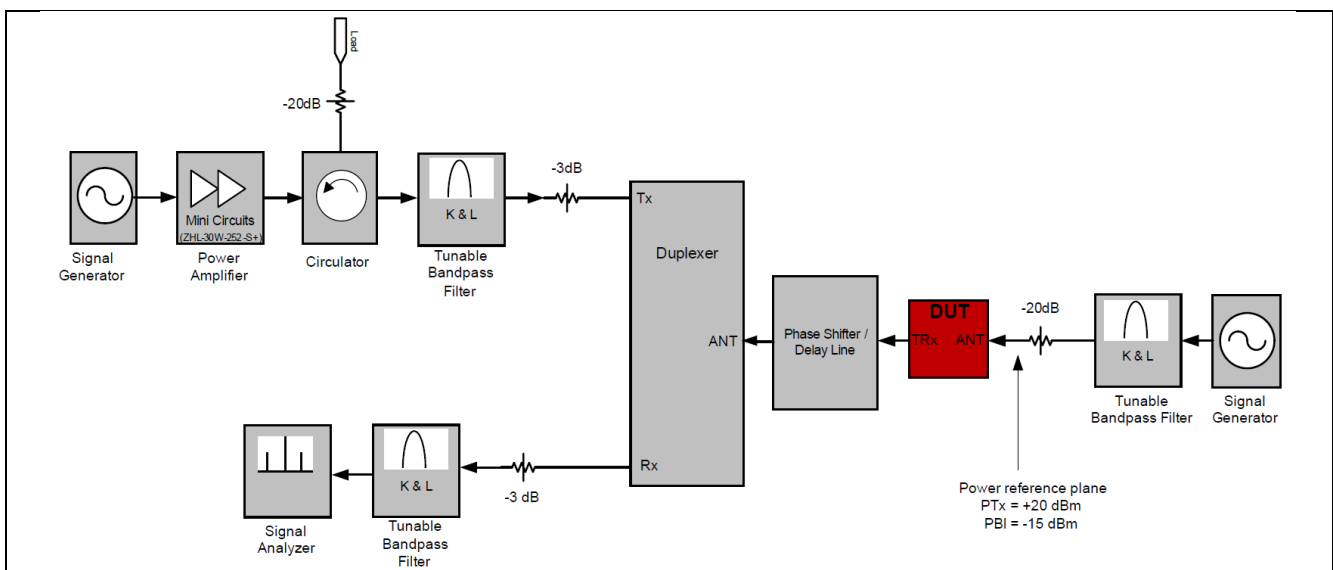 Load
-20dB
Mini Circuits
(ZHL-30W-252-S+)
Signal
Generator
Power
Amplifier
Circulator
K & L
Tunable
Bandpass
Filter
-3dB
Tx
Duplexer
ANT
Rx
Phase Shifter /
Delay Line
DUT
TRx
ANT
-20dB
K & L
Tunable
Bandpass Filter
Signal
Generator
Power reference plane
PTx = +20 dBm
PBI = -15 dBm
Signal
Analyzer
K & L
Tunable
Bandpass
Filter
-3 dB